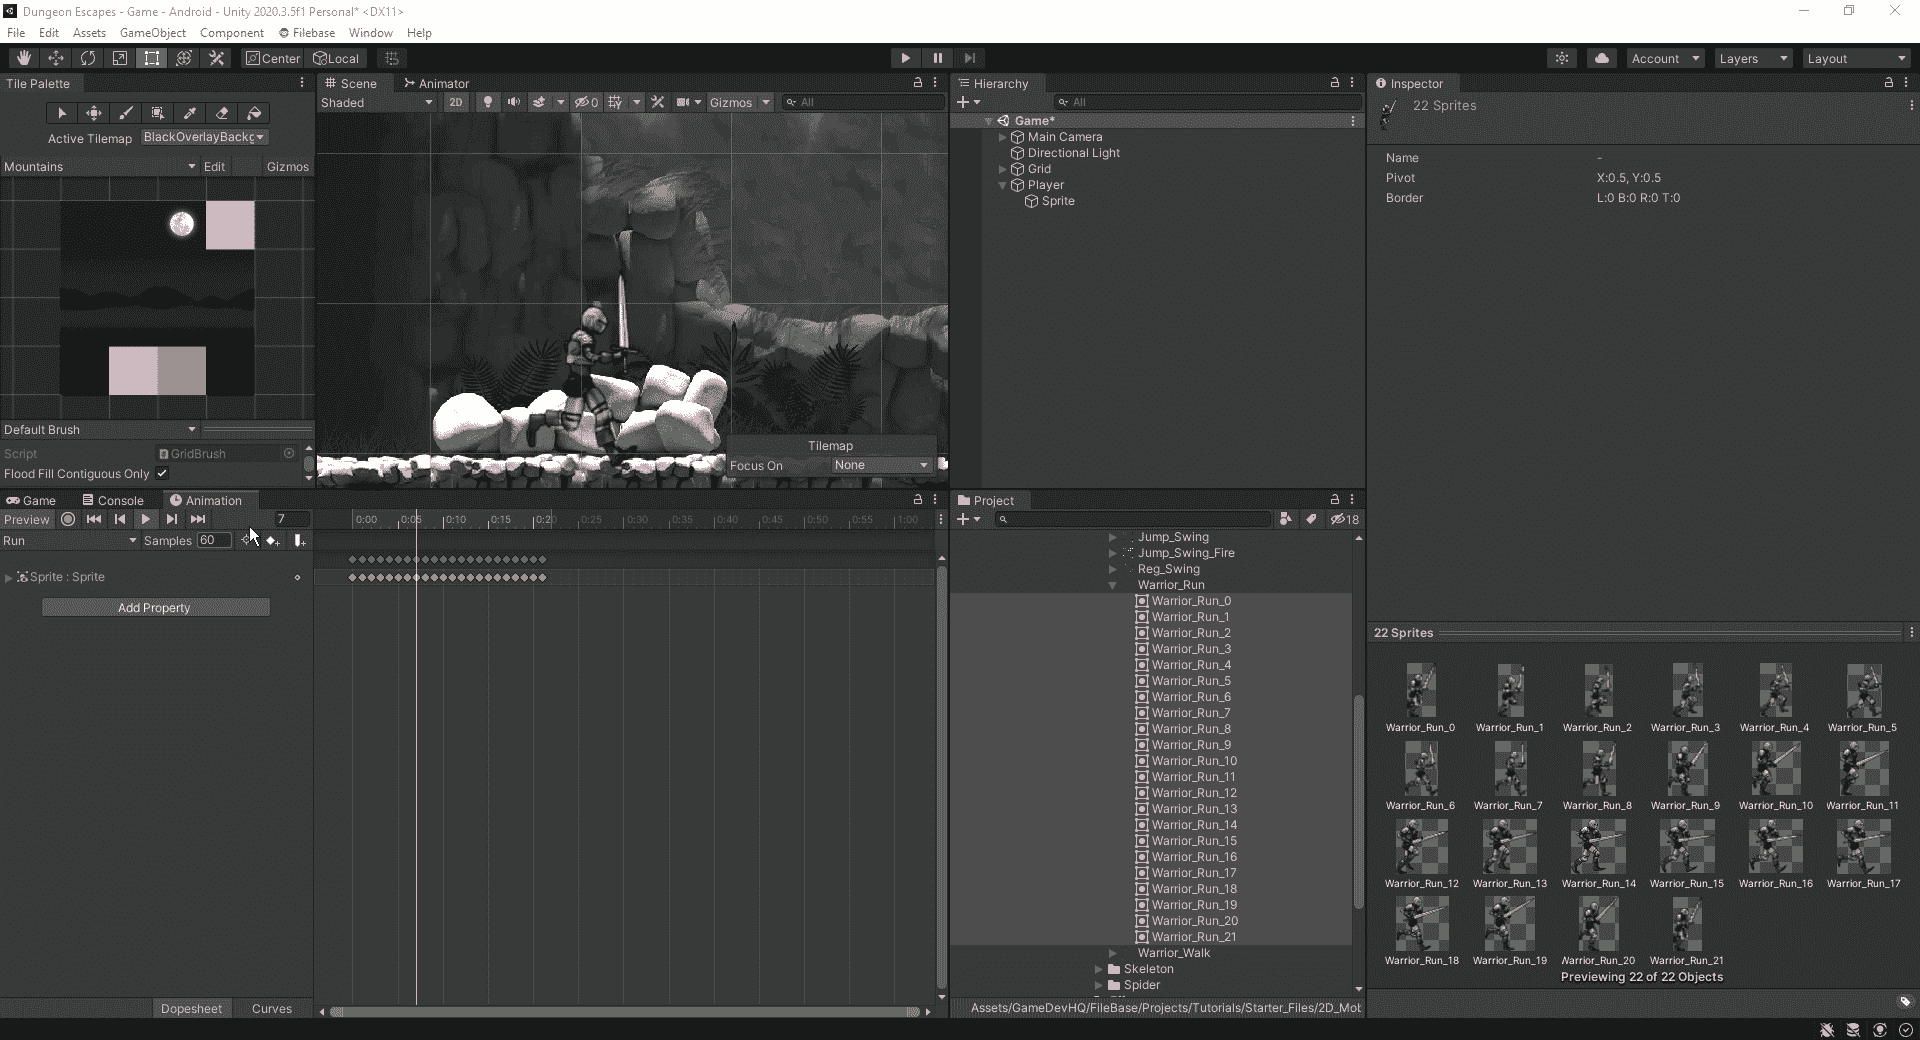 Dungeon Escapes - Game - Android - Unity 2020.3.5f1 Personal* <DX11>
File Edit Assets GameObject Component Filebase Window Help
Center Local
Account Layers Layout
Tile Palette
Active Tilemap BlackOverlayBackg
Mountains Edit Gizmos
Default Brush
Script GridBrush
Flood Fill Contiguous Only
Scene Animator
Shaded 2D 0 Gizmos All
Tilemap
Focus On None
Hierarchy
All
Game*
Main Camera
Directional Light
Grid
Player
Sprite
Inspector
22 Sprites
Name -
Pivot X:0.5, Y:0.5
Border L:0 B:0 R:0 T:0
Game Console Animation
Preview 7
Run Samples 60
0:00 0:05 0:10 0:15 0:20 0:25 0:30 0:35 0:40 0:45 0:50 0:55 1:00
Sprite : Sprite
Add Property
Dopesheet Curves
Project
18
Jump_Swing
Jump_Swing_Fire
Reg_Swing
Warrior_Run
Warrior_Run_0
Warrior_Run_1
Warrior_Run_2
Warrior_Run_3
Warrior_Run_4
Warrior_Run_5
Warrior_Run_6
Warrior_Run_7
Warrior_Run_8
Warrior_Run_9
Warrior_Run_10
Warrior_Run_11
Warrior_Run_12
Warrior_Run_13
Warrior_Run_14
Warrior_Run_15
Warrior_Run_16
Warrior_Run_17
Warrior_Run_18
Warrior_Run_19
Warrior_Run_20
Warrior_Run_21
Warrior_Walk
Skeleton
Spider
Assets/GameDevHQ/FileBase/Projects/Tutorials/Starter_Files/2D_Mot
22 Sprites
Warrior_Run_0 Warrior_Run_1 Warrior_Run_2 Warrior_Run_3 Warrior_Run_4 Warrior_Run_5
Warrior_Run_6 Warrior_Run_7 Warrior_Run_8 Warrior_Run_9 Warrior_Run_10 Warrior_Run_11
Warrior_Run_12 Warrior_Run_13 Warrior_Run_14 Warrior_Run_15 Warrior_Run_16 Warrior_Run_17
Warrior_Run_18 Warrior_Run_19 Warrior_Run_20 Warrior_Run_21
Previewing 22 of 22 Objects